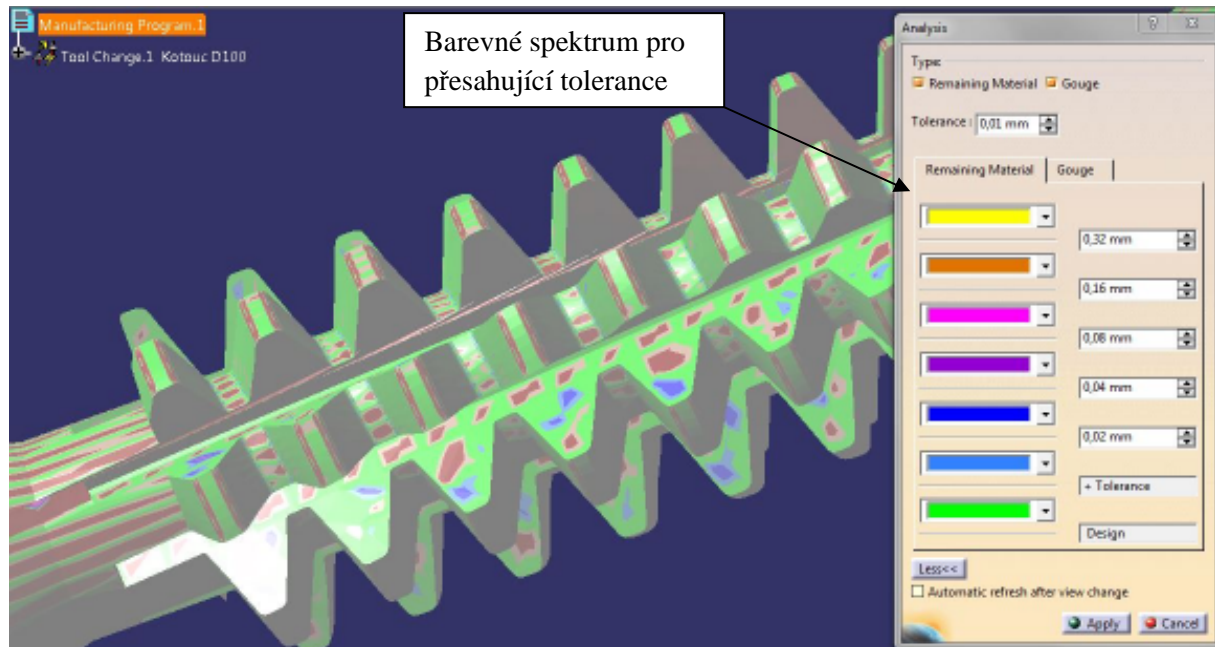 Manufacturing Program.1
Tool Change.1 Kotouc D100
Barevné spektrum pro
přesahující tolerance
Analysis
Type:
Remaining Material Gouge
Tolerance : 0,01 mm
Remaining Material Gouge
0,32 mm
0,16 mm
0,08 mm
0,04 mm
0,02 mm
+ Tolerance
Design
Less<<
Automatic refresh after view change
Apply Cancel